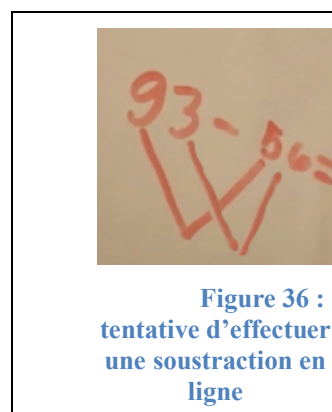 93 - 56 =
Figure 36 :
tentative d’effectuer
une soustraction en
ligne